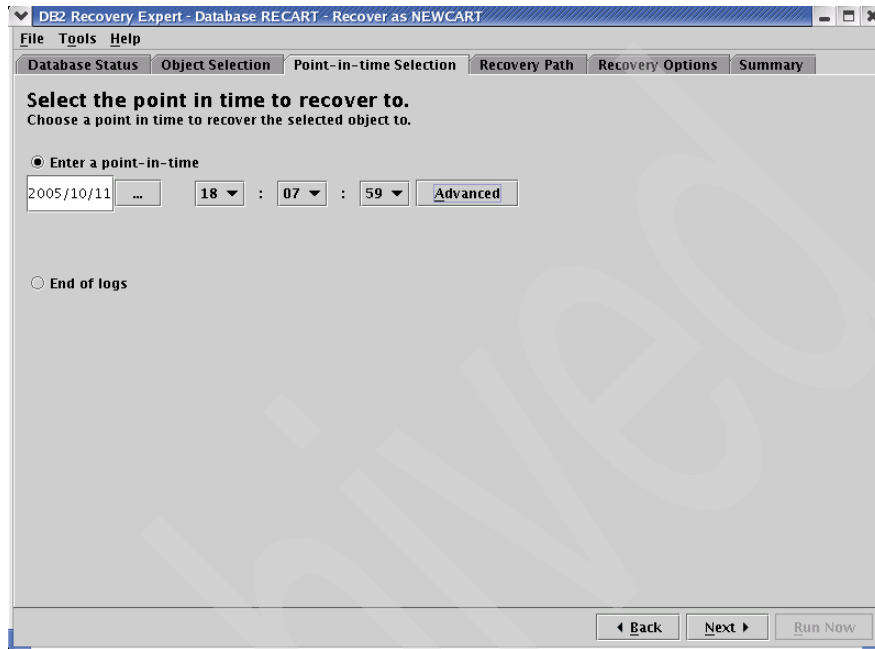 DB2 Recovery Expert - Database RECART - Recover as NEWCART
File Tools Help
Database Status Object Selection Point-in-time Selection Recovery Path Recovery Options Summary
Select the point in time to recover to.
Choose a point in time to recover the selected object to.
Enter a point-in-time
2005/10/11 ... 18 : 07 : 59 Advanced
End of logs
Back Next Run Now